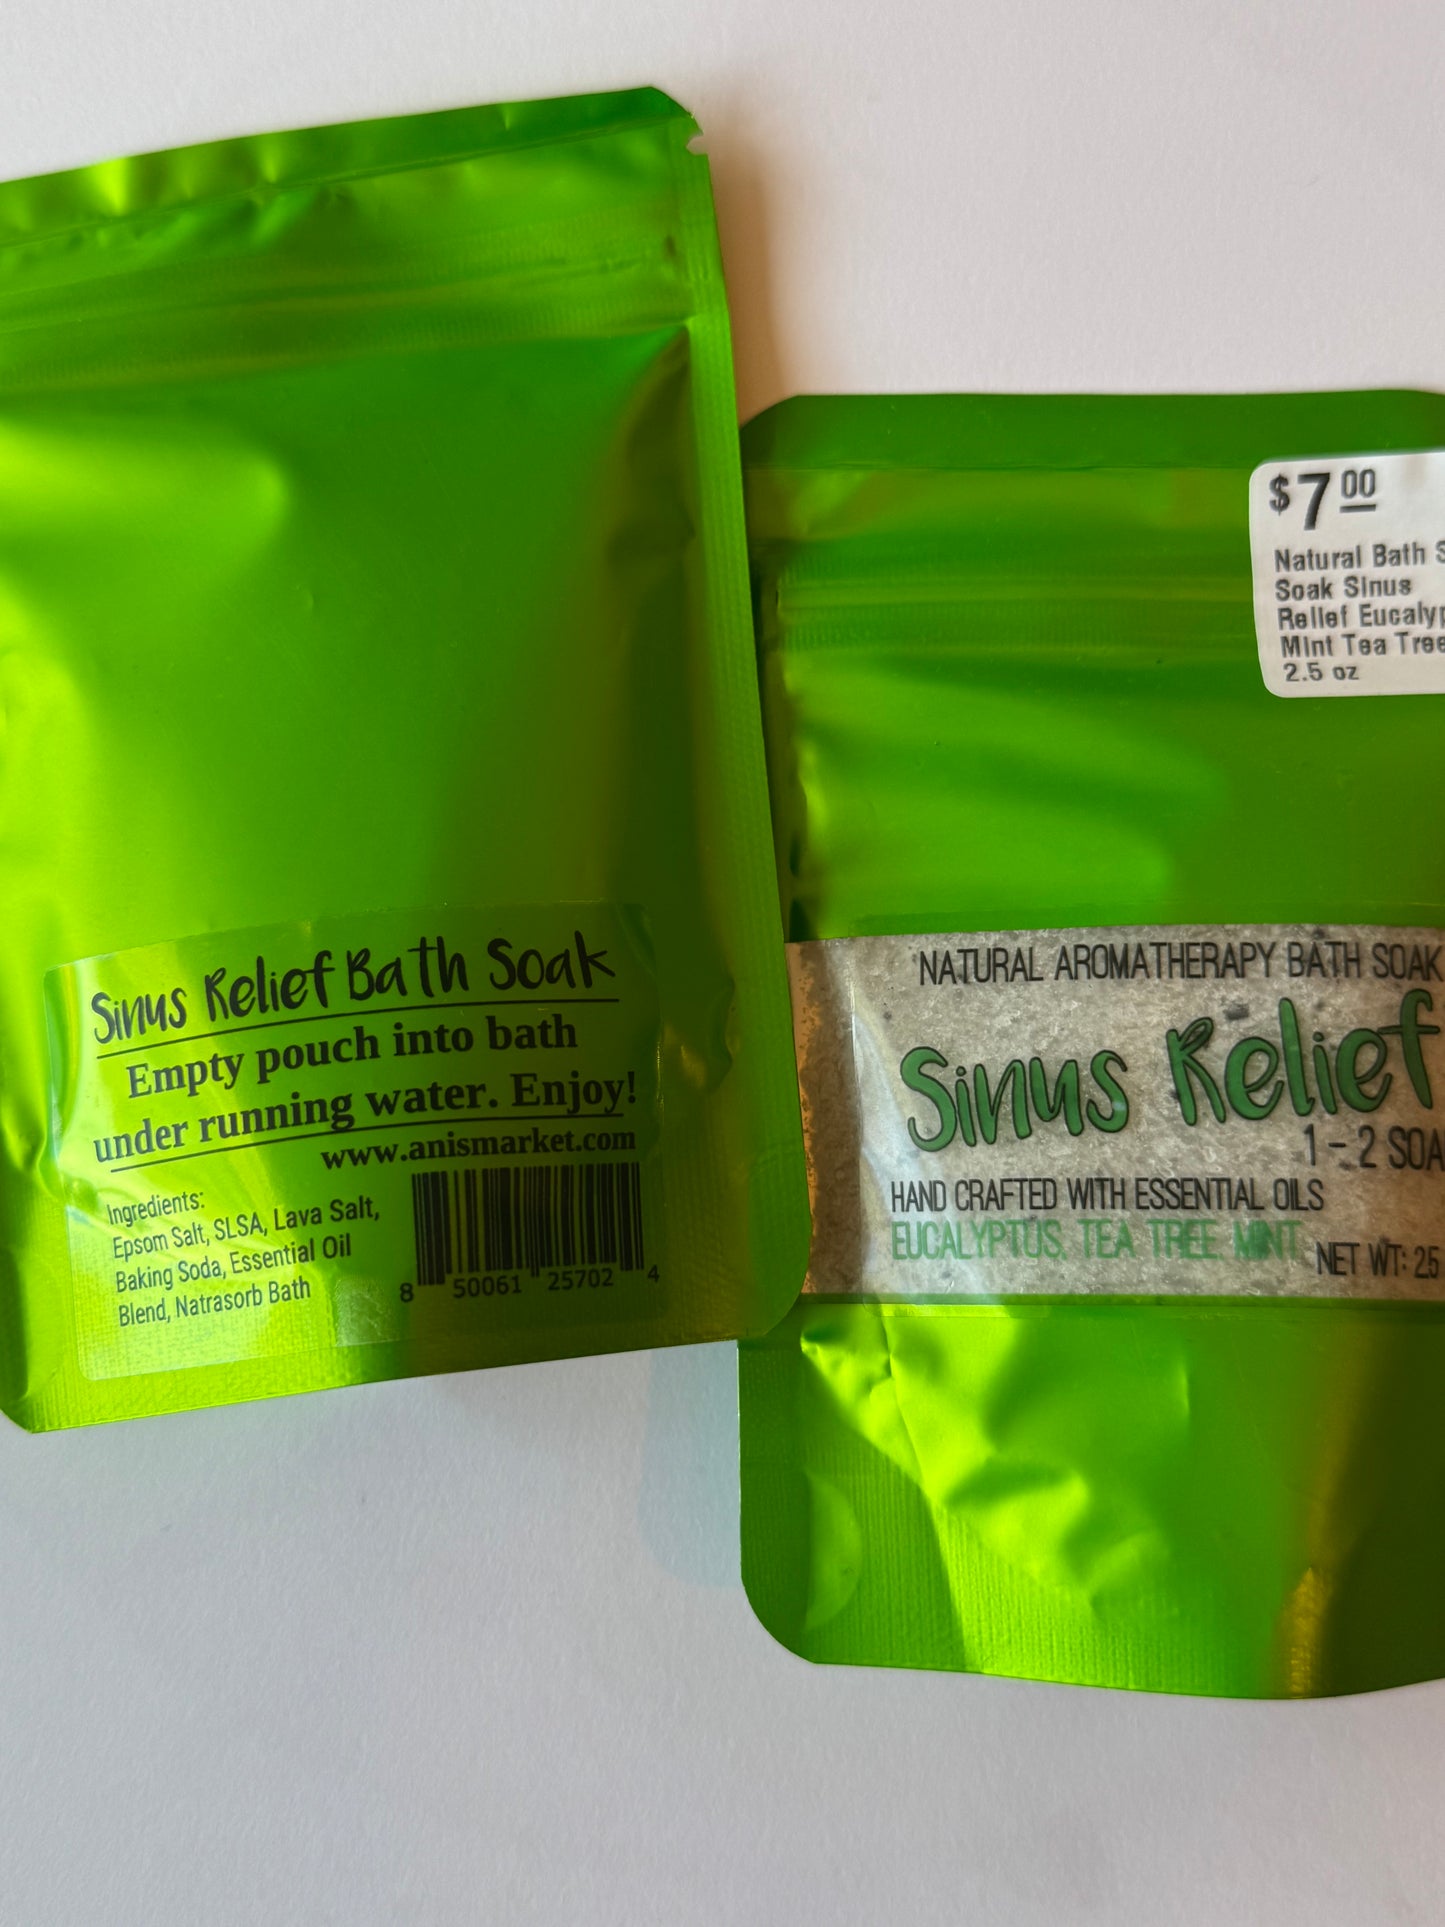 Sinus Relief Bath Soak
Empty pouch into bath
under running water. Enjoy!
www.anismarket.com
Ingredients:
Epsom Salt, SLSA, Lava Salt,
Baking Soda, Essential Oil
Blend, Natrasorb Bath
8 50061 25702 4
$7 00
Natural Bath
Soak Sinus
Relief
Mint Tea Tree
2.5 oz
NATURAL AROMATHERAPY BATH SOAK
Sinus Relief
1 - 2
HAND CRAFTED WITH ESSENTIAL OILS
EUCALYPTUS, TEA TREE, MINT
NET WT: